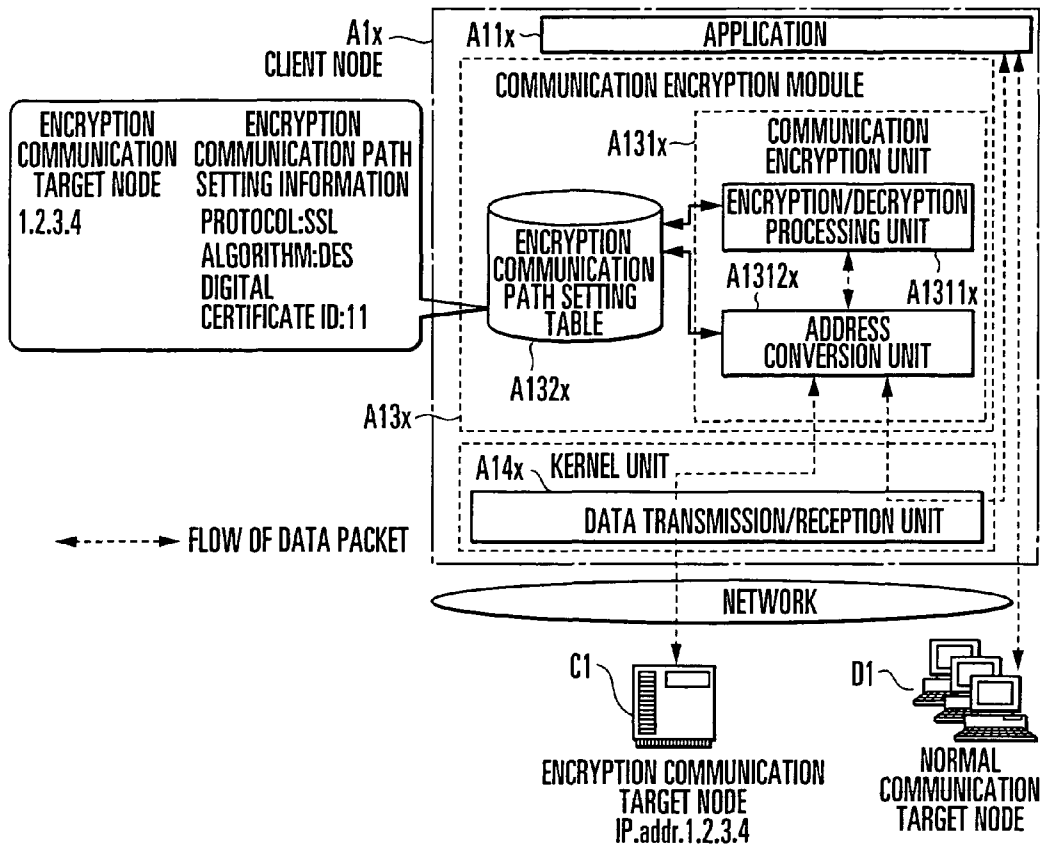 A1x
CLIENT NODE
A11x
APPLICATION
COMMUNICATION ENCRYPTION MODULE
ENCRYPTION
COMMUNICATION
TARGET NODE
1.2.3.4
ENCRYPTION
COMMUNICATION PATH
SETTING INFORMATION
PROTOCOL:SSL
ALGORITHM:DES
DIGITAL
CERTIFICATE ID:11
A131x
COMMUNICATION
ENCRYPTION UNIT
ENCRYPTION/DECRYPTION
PROCESSING UNIT
ENCRYPTION
COMMUNICATION
PATH SETTING
TABLE
A1312x
A1311x
ADDRESS
CONVERSION UNIT
A132x
A13x
A14x
KERNEL UNIT
DATA TRANSMISSION/RECEPTION UNIT
FLOW OF DATA PACKET
NETWORK
C1
D1
ENCRYPTION COMMUNICATION
TARGET NODE
IP.addr.1.2.3.4
NORMAL
COMMUNICATION
TARGET NODE